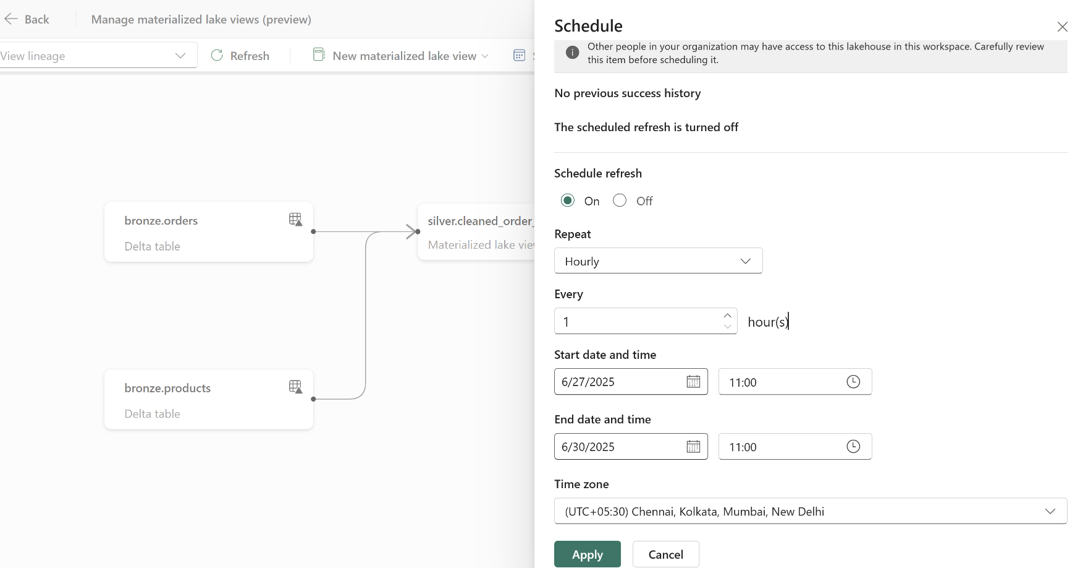 Back
Manage materialized lake views (preview)
View lineage
Refresh
New materialized lake view
bronze.orders
Delta table
silver.cleaned_order_
Materialized lake
bronze.products
Delta table
Schedule
Other people in your organization may have access to this lakehouse in this workspace. Carefully review
this item before scheduling it.
No previous success history
The scheduled refresh is turned off
Schedule refresh
On
Off
Repeat
Hourly
Every
1
hour(s)
Start date and time
6/27/2025
11:00
End date and time
6/30/2025
11:00
Time zone
(UTC+05:30) Chennai, Kolkata, Mumbai, New Delhi
Apply
Cancel